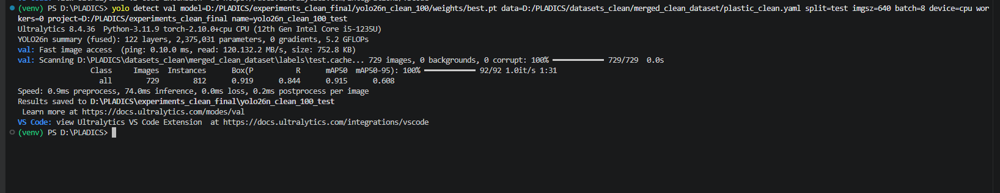 (venv) PS D:\PLADICS> yolo detect val model=D:/PLADICS/experiments_clean_final/yolo26n_clean_100/weights/best.pt data=D:/PLADICS/datasets_clean/merged_clean_dataset/plastic_clean.yaml split=test imgsz=640 batch=8 device=cpu wor
kers=0 project=D:/PLADICS/experiments_clean_final name=yolo26n_clean_100_test
Ultralytics 8.4.36 Python-3.11.9 torch-2.10.0+cpu CPU (12th Gen Intel Core i5-1235U)
YOLO26n summary (fused): 122 layers, 2,375,031 parameters, 0 gradients, 5.2 GFLOPs
val: Fast image access (ping: 0.10.0 ms, read: 120.132.2 MB/s, size: 752.8 KB)
val: Scanning D:\PLADICS\datasets_clean\merged_clean_dataset\labels\test.cache... 729 images, 0 backgrounds, 0 corrupt: 100% ━━━━━━━━━━━━ 729/729 0.0s
Class Images Instances Box(P R mAP50 mAP50-95): 100% ━━━━━━━━━━━━ 92/92 1.0it/s 1:31
all 729 812 0.919 0.844 0.915 0.608
Speed: 0.9ms preprocess, 74.0ms inference, 0.0ms loss, 0.2ms postprocess per image
Results saved to D:\PLADICS\experiments_clean_final\yolo26n_clean_100_test
Learn more at https://docs.ultralytics.com/modes/val
VS Code: view Ultralytics VS Code Extension at https://docs.ultralytics.com/integrations/vscode
(venv) PS D:\PLADICS>